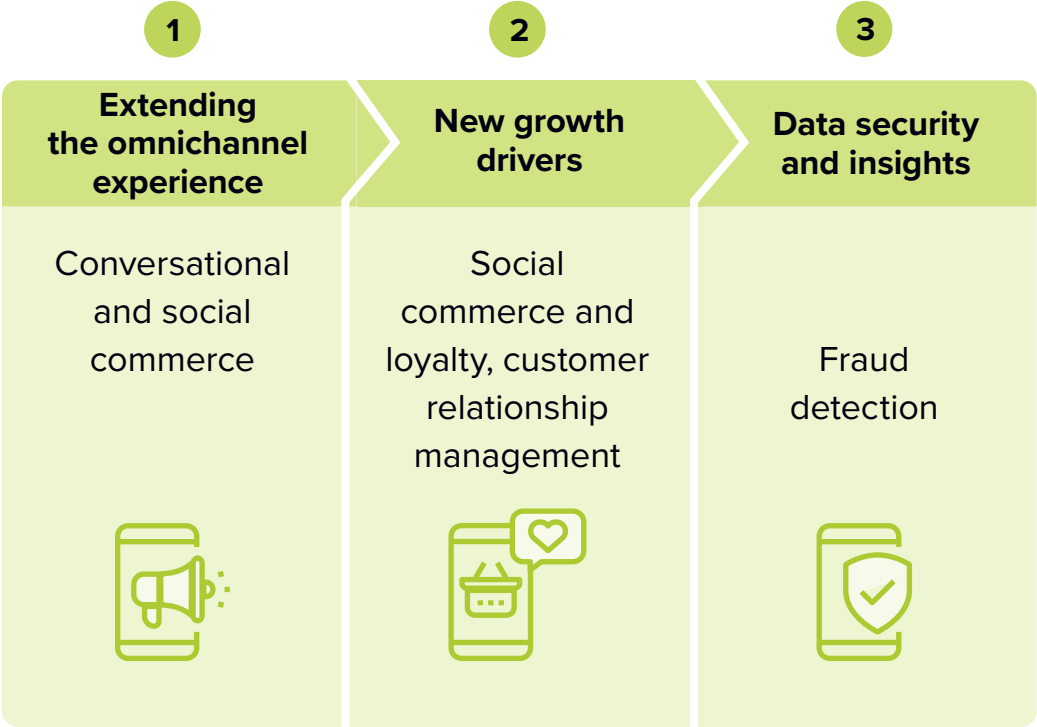 1
Extending
the omnichannel
experience
Conversational
and social
commerce
2
New growth
drivers
Social
commerce and
loyalty, customer
relationship
management
3
Data security
and insights
Fraud
detection